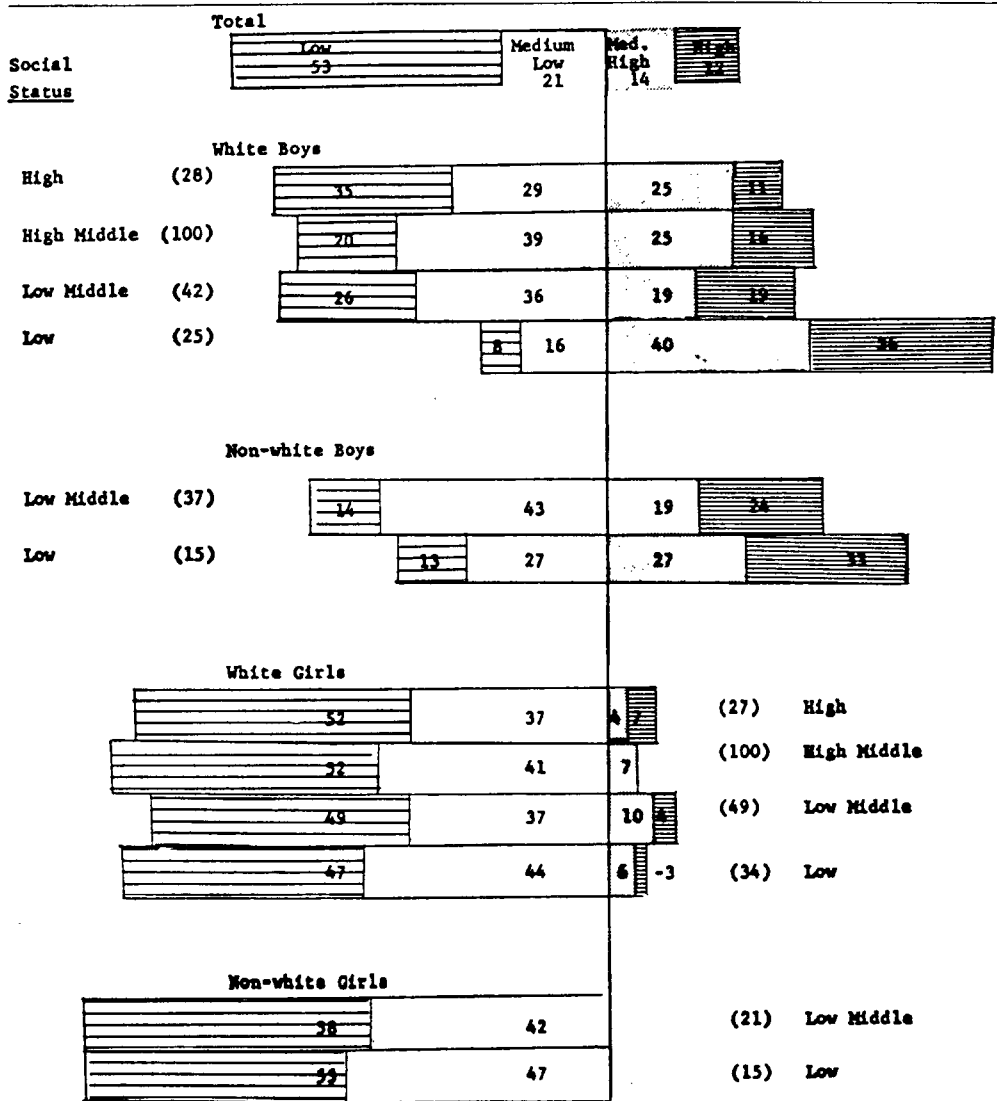 Total
Low Medium Med. High
53 Low High 12
21 14
Social
Status
White Boys
High (28) 35 29 25 11
High Middle (100) 20 39 25 16
Low Middle (42) 26 36 19 19
Low (25) 8 16 40 36
Non-white Boys
Low Middle (37) 14 43 19 24
Low (15) 13 27 27 33
White Girls
52 37 4 7 (27) High
52 41 7 (100) High Middle
49 37 10 4 (49) Low Middle
47 44 6 -3 (34) Low
Non-white Girls
58 42 (21) Low Middle
53 47 (15) Low